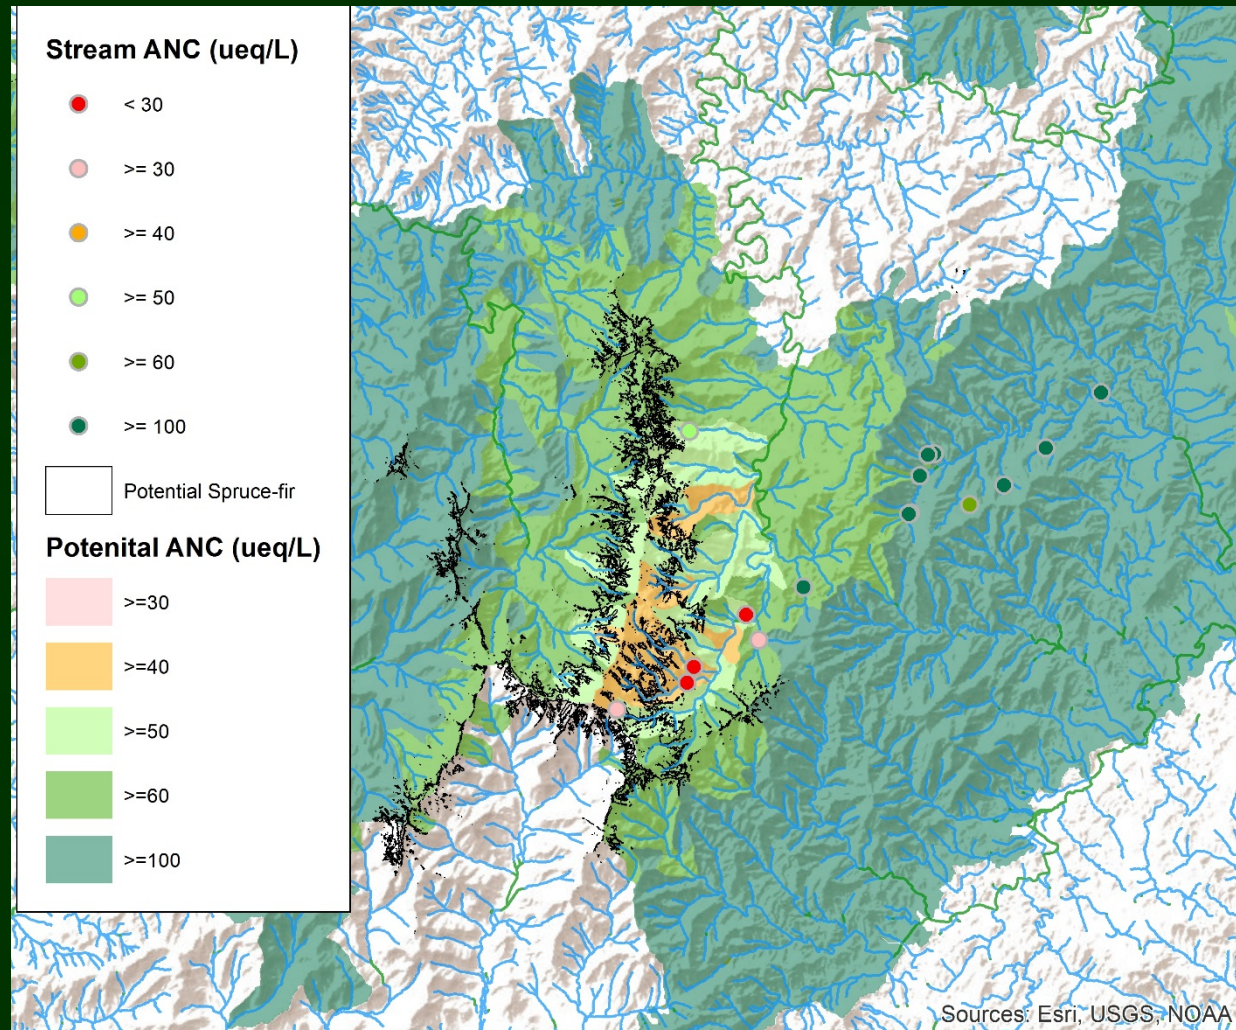 Stream ANC (ueq/L)
< 30
>= 30
>= 40
>= 50
>= 60
>= 100
Potential Spruce-fir
Potenital ANC (ueq/L)
>=30
>=40
>=50
>=60
>=100
Sources: Esri, USGS, NOAA